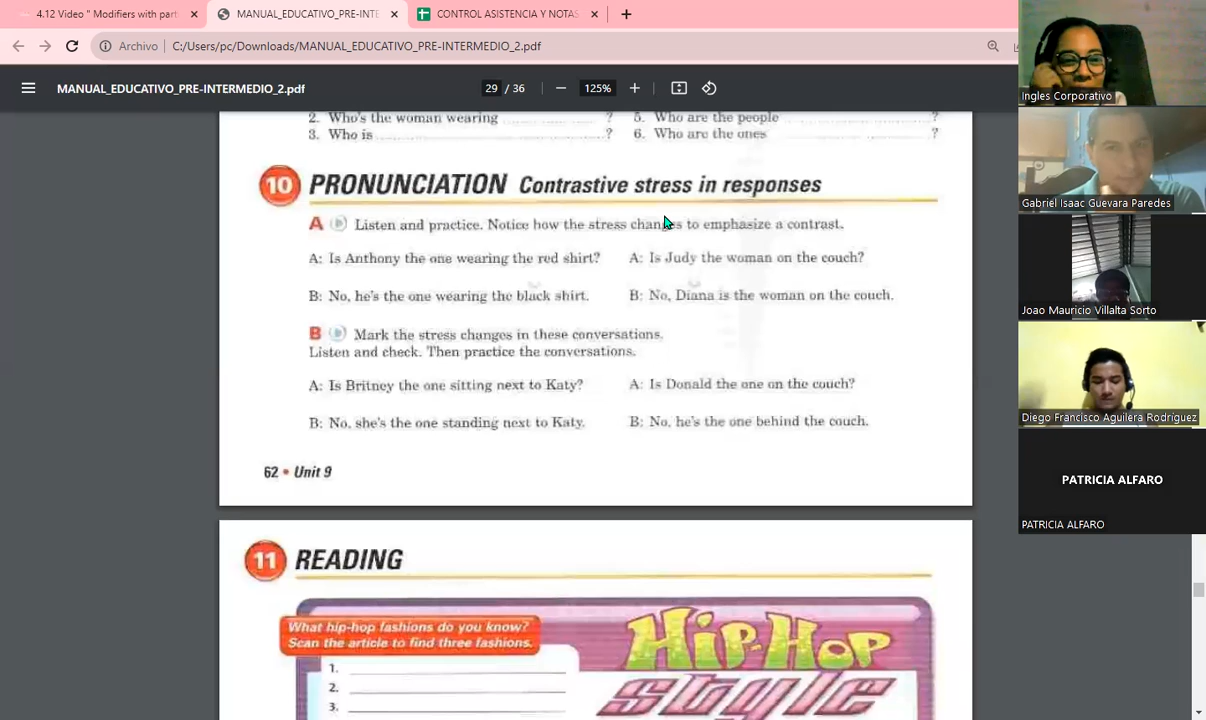 4.12 Video " Modifiers with part
MANUAL_EDUCATIVO_PRE-INTE
CONTROL ASISTENCIA Y NOTAS
Archivo
C:/Users/pc/Downloads/MANUAL_EDUCATIVO_PRE-INTERMEDIO_2.pdf
MANUAL_EDUCATIVO_PRE-INTERMEDIO_2.pdf
29 / 36
125%
2. Who's the woman wearing ?
5. Who are the people ?
3. Who is ?
6. Who are the ones ?
10 PRONUNCIATION Contrastive stress in responses
A Listen and practice. Notice how the stress changes to emphasize a contrast.
A: Is Anthony the one wearing the red shirt?
A: Is Judy the woman on the couch?
B: No, he's the one wearing the black shirt.
B: No, Diana is the woman on the couch.
B Mark the stress changes in these conversations.
Listen and check. Then practice the conversations.
A: Is Britney the one sitting next to Katy?
A: Is Donald the one on the couch?
B: No, she's the one standing next to Katy.
B: No, he's the one behind the couch.
62 • Unit 9
11 READING
What hip-hop fashions do you know?
Scan the article to find three fashions.
1.
2.
3.
Hip-Hop
style
Ingles Corporativo
Gabriel Isaac Guevara Paredes
Joao Mauricio Villalta Sorto
Diego Francisco Aguilera Rodríguez
PATRICIA ALFARO
PATRICIA ALFARO